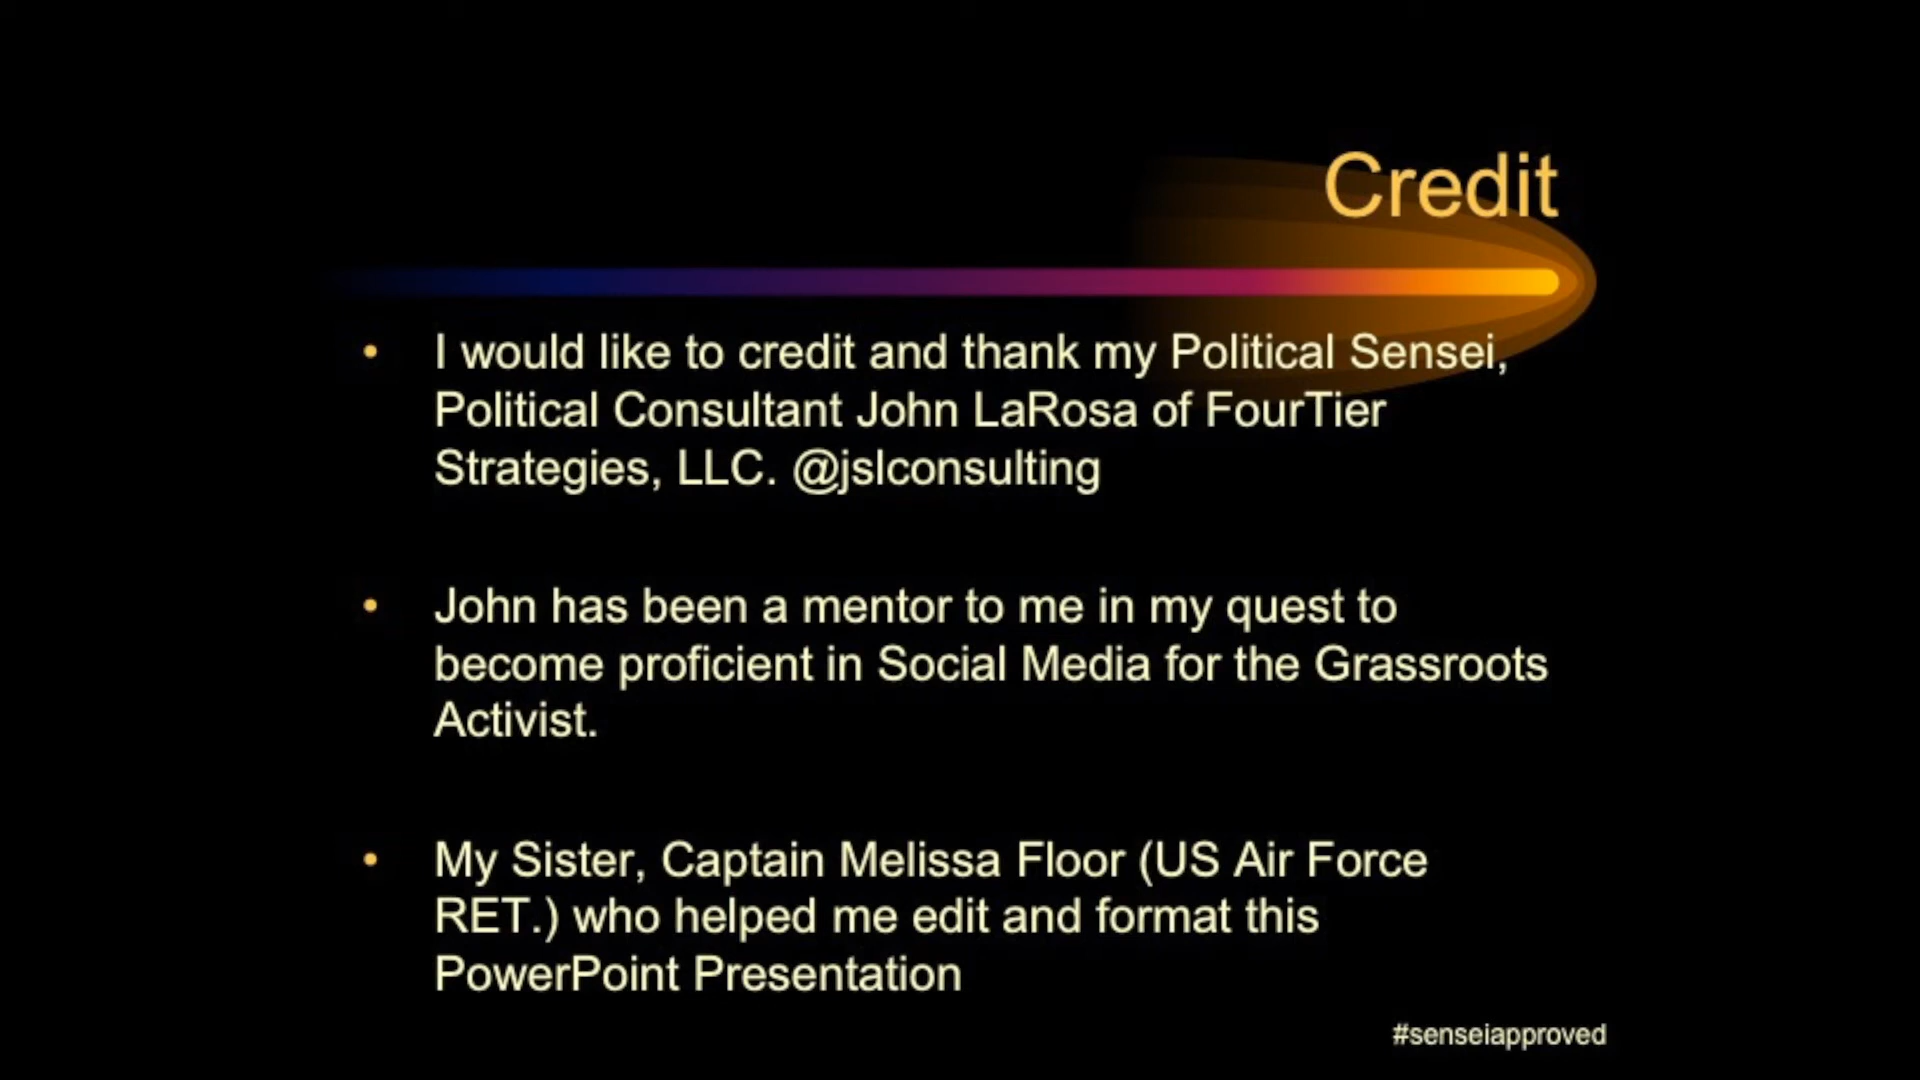 Credit
• I would like to credit and thank my Political Sensei,
Political Consultant John LaRosa of FourTier
Strategies, LLC. @jslconsulting
• John has been a mentor to me in my quest to
become proficient in Social Media for the Grassroots
Activist.
• My Sister, Captain Melissa Floor (US Air Force
RET.) who helped me edit and format this
PowerPoint Presentation
#senseiapproved